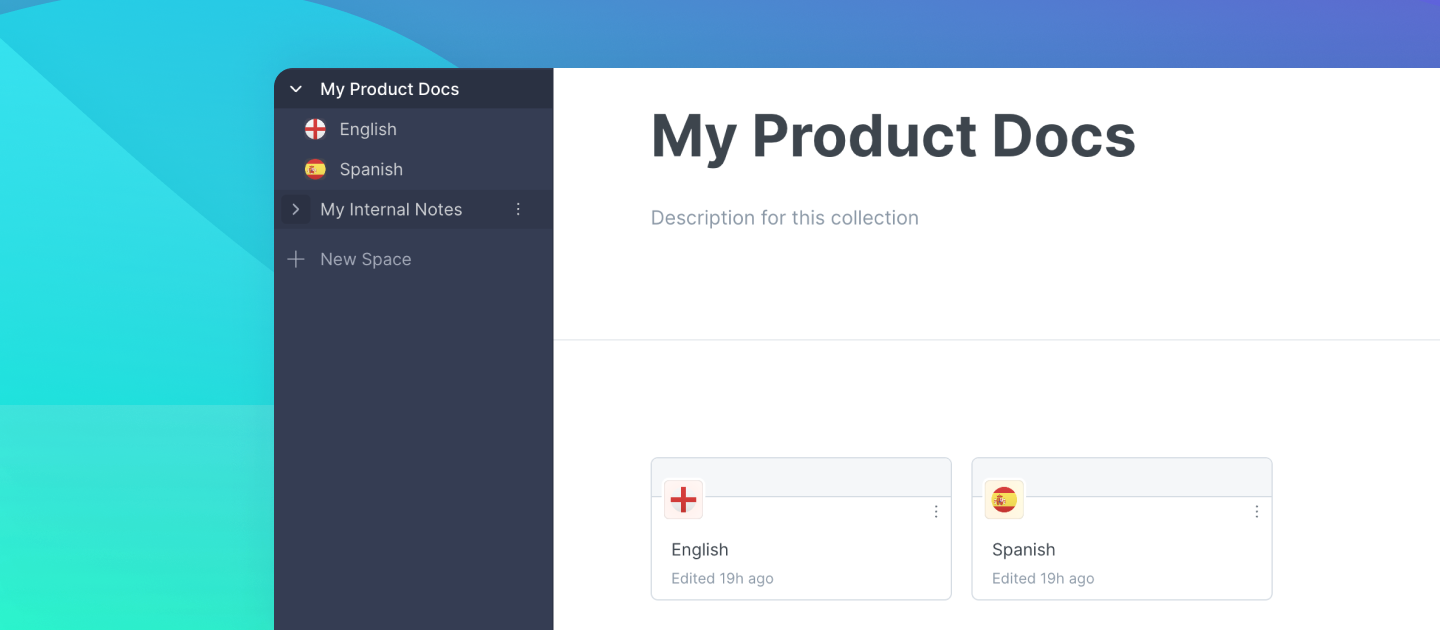 My Product Docs
English
Spanish
My Internal Notes
New Space
My Product Docs
Description for this collection
English
Edited 19h ago
Spanish
Edited 19h ago